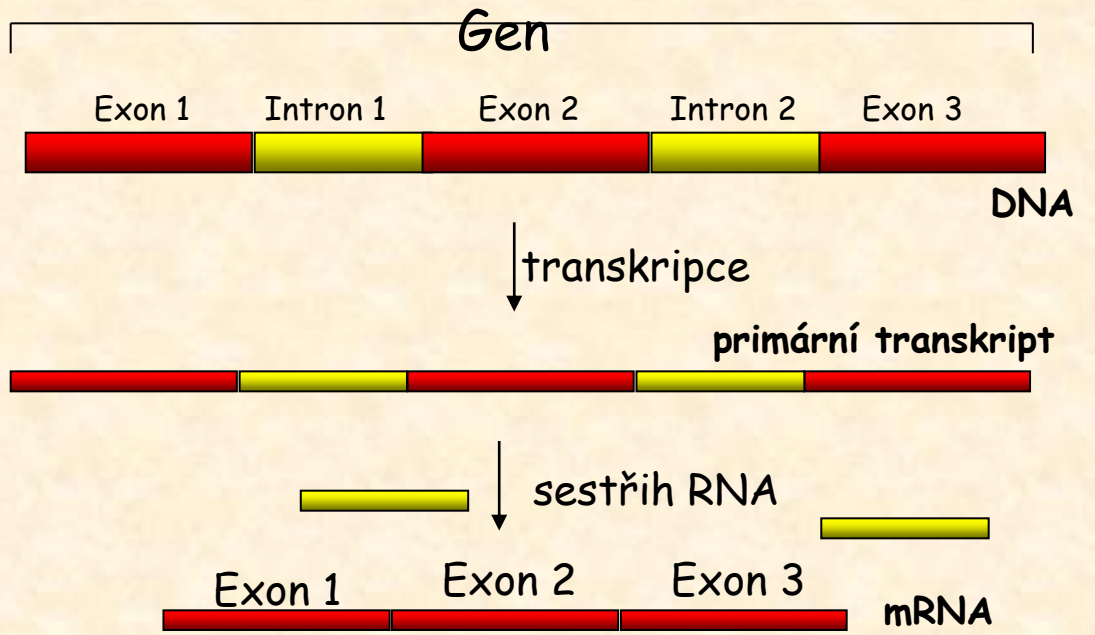 Gen
Exon 1 Intron 1 Exon 2 Intron 2 Exon 3
DNA
transkripce
primární transkript
sestřih RNA
Exon 1 Exon 2 Exon 3
mRNA